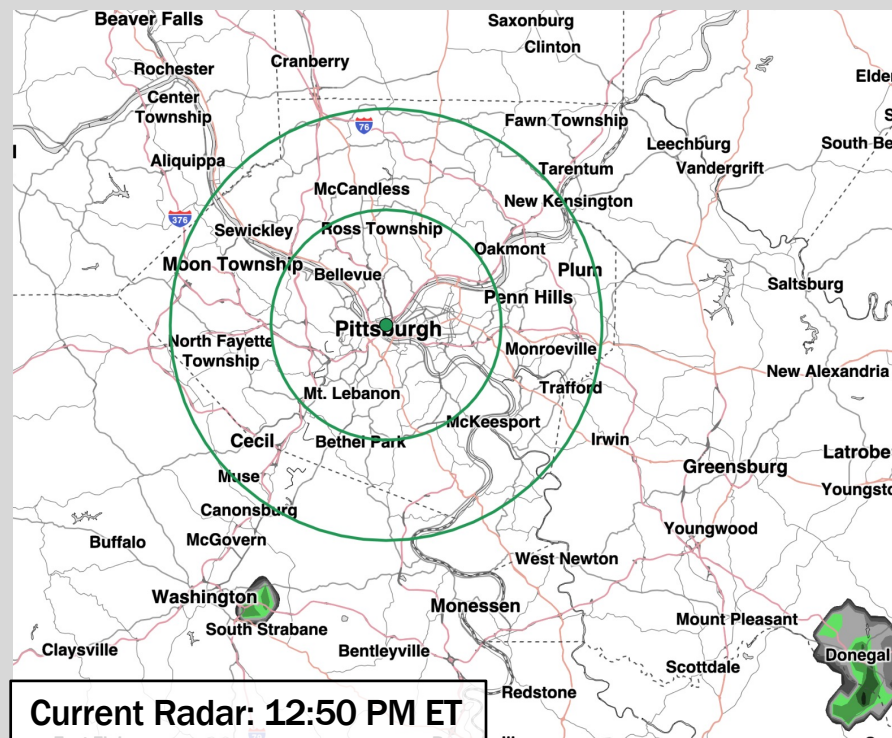 Beaver Falls
Saxonburg
Clinton
Cranberry
Rochester
Center
Township
76
Fawn Township
Leechburg
Aliquippa
Tarentum
Vandergrift
McCandless
New Kensington
376
Sewickley
Ross Township
Oakmont
Moon Township
Bellevue
Plum
Saltsburg
Penn Hills
Pittsburgh
North Fayette
Township
Monroeville
New Alexandria
Mt. Lebanon
Trafford
McKeesport
Cecil
Bethel Park
Irwin
Greensburg
Muse
Canonsburg
Buffalo
McGovern
Youngwood
West Newton
Washington
Monessen
South Strabane
Mount Pleasant
Claysville
Bentleyville
Scottdale
Donegal
Redstone
Current Radar: 12:50 PM ET